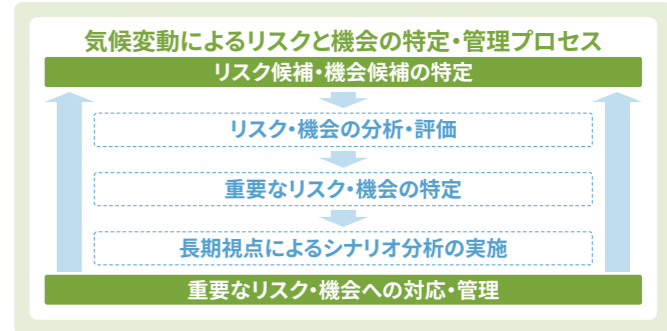 気候変動によるリスクと機会の特定・管理プロセス
リスク候補・機会候補の特定
リスク・機会の分析・評価
重要なリスク・機会の特定
長期視点によるシナリオ分析の実施
重要なリスク・機会への対応・管理